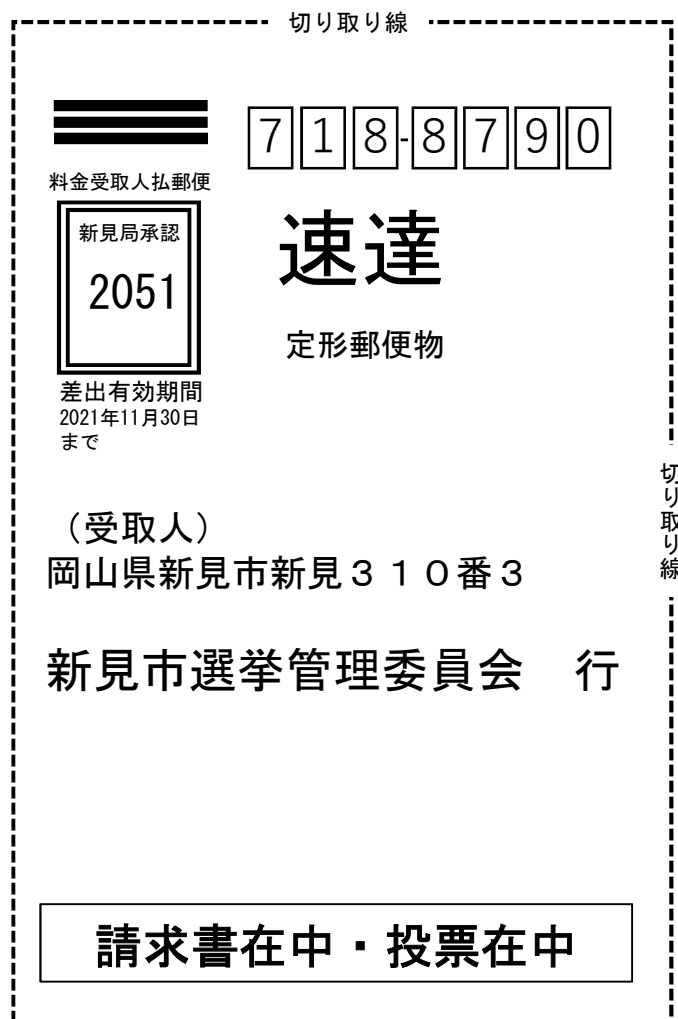 切り取り線
718-8790
料金受取人払郵便
新見局承認
2051
速達
定形郵便物
差出有効期間
2021年11月30日
まで
切り取り線
（受取人）
岡山県新見市新見３１０番３
新見市選挙管理委員会　行
請求書在中・投票在中